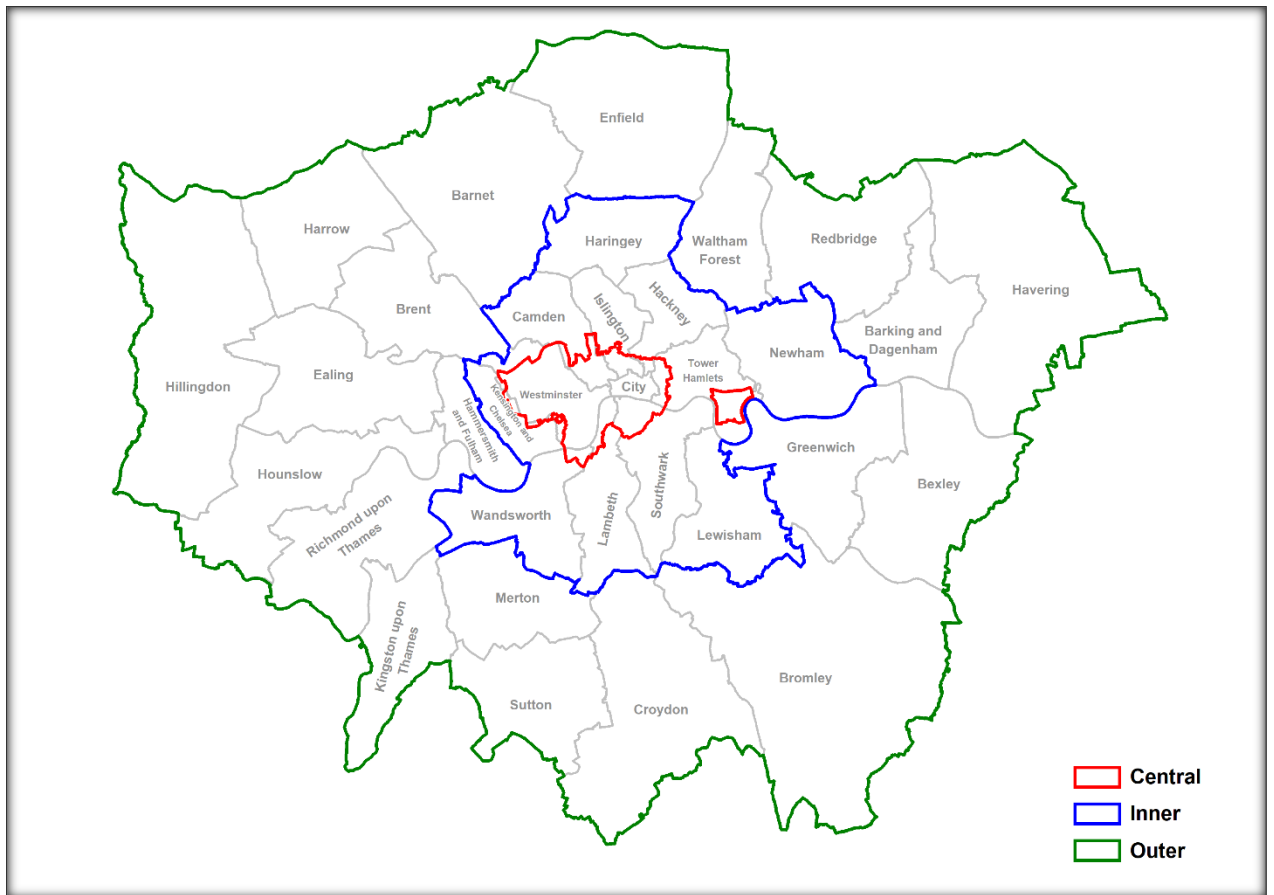 Enfield
Barnet
Harrow
Haringey
Waltham
Forest
Redbridge
Havering
Brent
Camden
Islington
Hackney
Barking and
Dagenham
Newham
Tower
Hamlets
Hillingdon
Ealing
Westminster
City
Kensington and
Chelsea
Hammersmith
and Fulham
Hounslow
Greenwich
Bexley
Richmond upon
Thames
Wandsworth
Lambeth
Southwark
Lewisham
Merton
Kingston upon
Thames
Sutton
Croydon
Bromley
Central
Inner
Outer